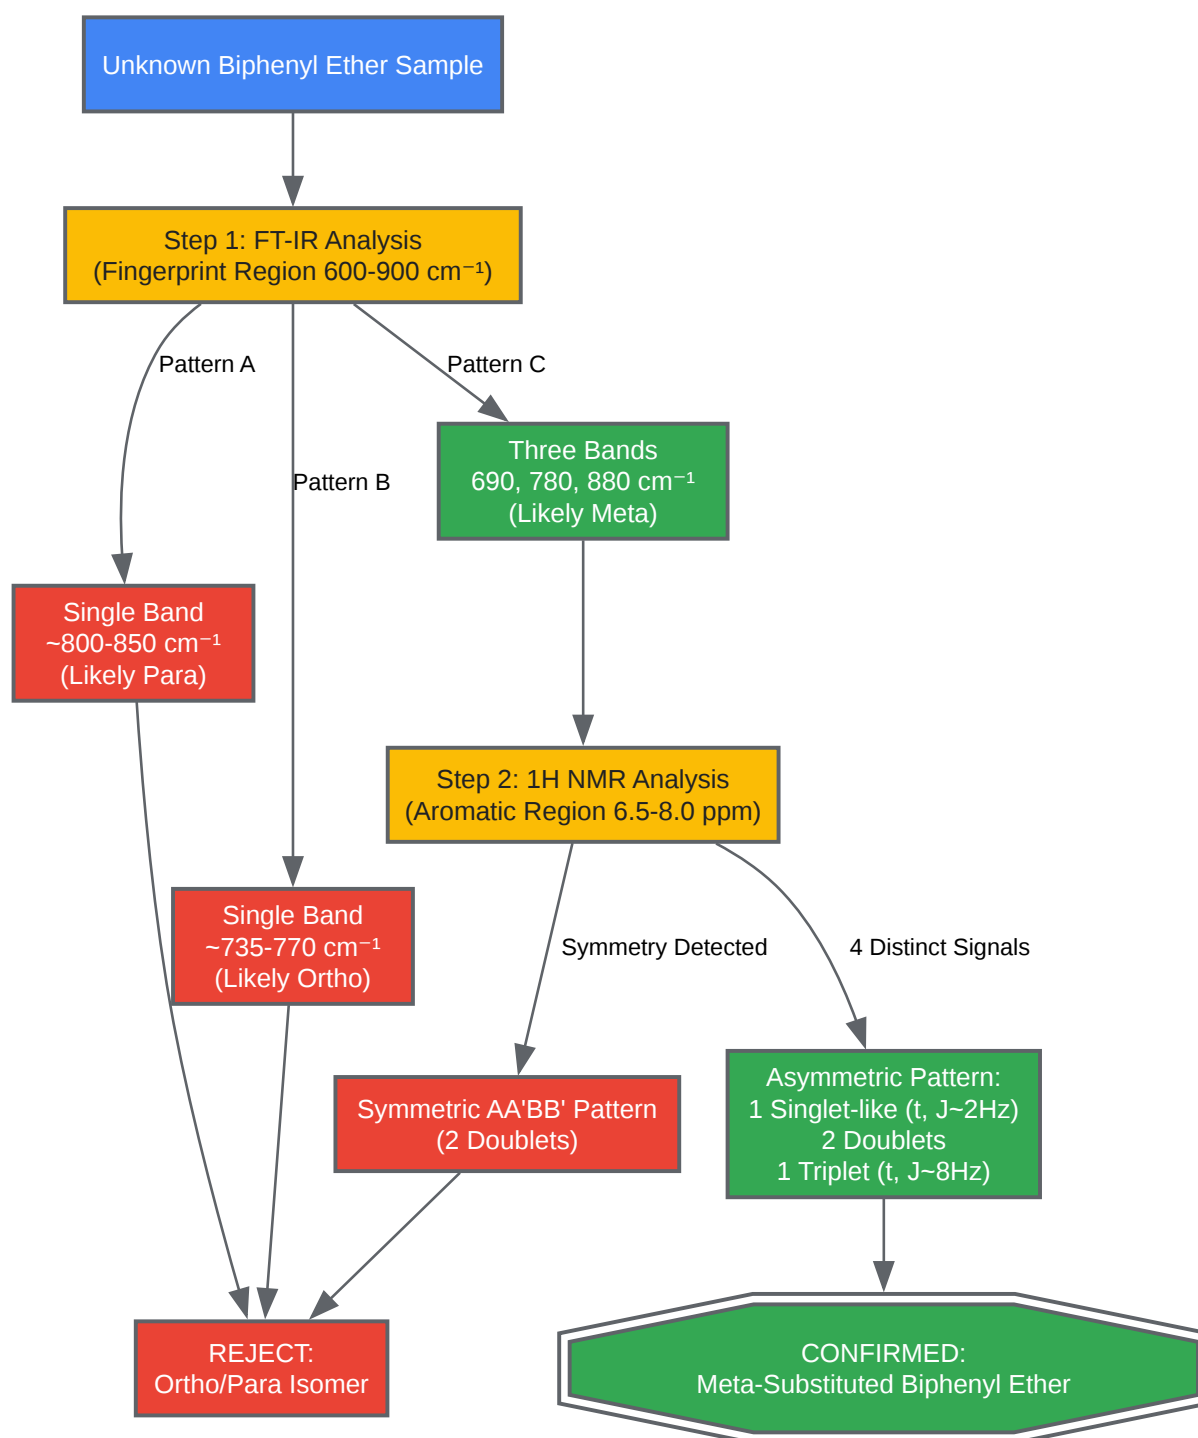 Unknown Biphenyl Ether Sample
Step 1: FT-IR Analysis
(Fingerprint Region 600-900 cm⁻¹)
Pattern A
Pattern C
Three Bands
690, 780, 880 cm⁻¹
(Likely Meta)
Pattern B
Single Band
~800-850 cm⁻¹
(Likely Para)
Step 2: 1H NMR Analysis
(Aromatic Region 6.5-8.0 ppm)
Single Band
~735-770 cm⁻¹
(Likely Ortho)
Symmetry Detected
4 Distinct Signals
Symmetric AA'BB' Pattern
(2 Doublets)
Asymmetric Pattern:
1 Singlet-like (t, J~2Hz)
2 Doublets
1 Triplet (t, J~8Hz)
REJECT:
Ortho/Para Isomer
CONFIRMED:
Meta-Substituted Biphenyl Ether